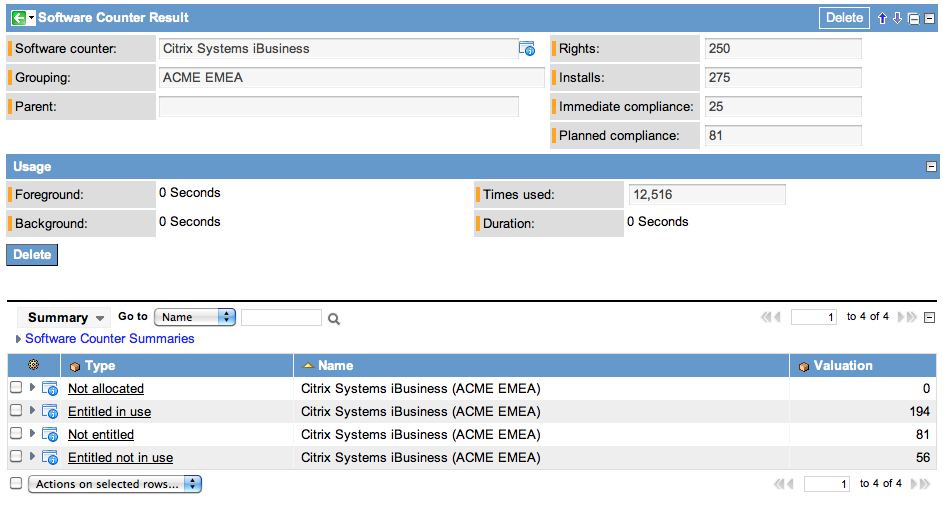 Software Counter Result Delete
Software counter: Citrix Systems iBusiness Rights: 250
Grouping: ACME EMEA Installs: 275
Parent: Immediate compliance: 25
Planned compliance: 81
Usage
Foreground: 0 Seconds Times used: 12,516
Background: 0 Seconds Duration: 0 Seconds
Delete
Summary Go to Name 1 to 4 of 4
Software Counter Summaries
Type Name Valuation
Not allocated Citrix Systems iBusiness (ACME EMEA) 0
Entitled in use Citrix Systems iBusiness (ACME EMEA) 194
Not entitled Citrix Systems iBusiness (ACME EMEA) 81
Entitled not in use Citrix Systems iBusiness (ACME EMEA) 56
Actions on selected rows... 1 to 4 of 4